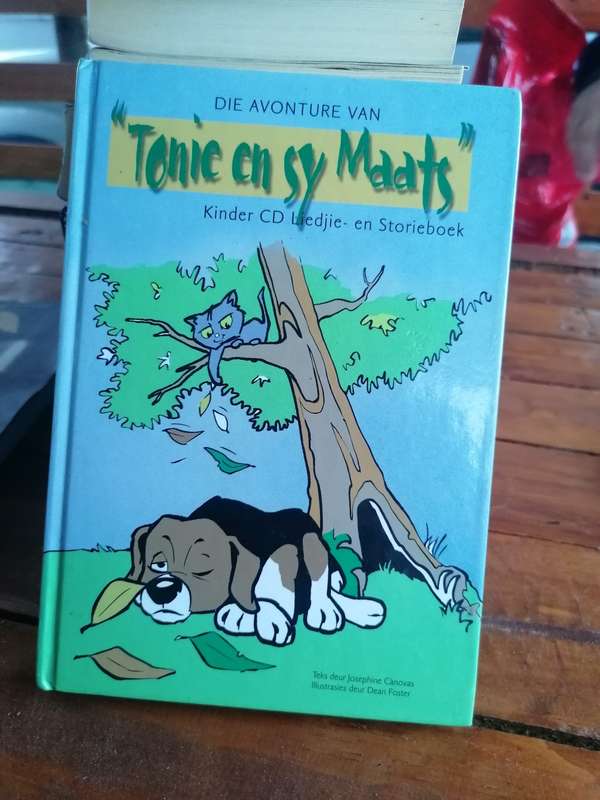 DIE AVONTURE VAN
"Tonie en sy Maats"
Kinder CD Liedjie- en Storieboek
Teks deur Josephine Canovas
Illustrasies deur Dean Foster